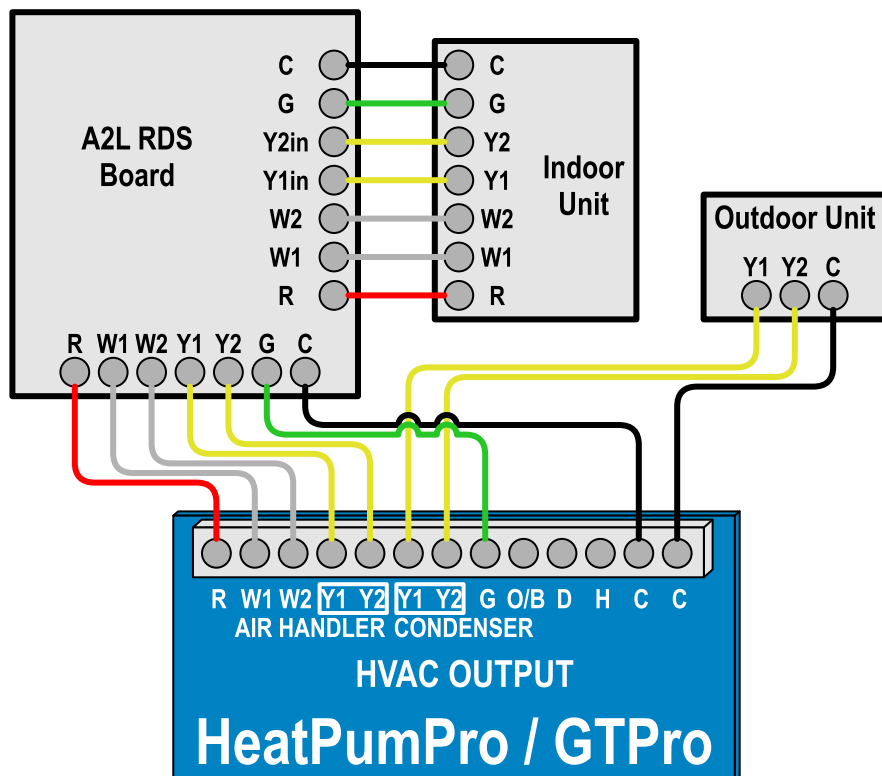 A2L RDS
Board
C
G
Y2in
Y1in
W2
W1
R
R W1 W2 Y1 Y2 G C
C
G
Y2
Y1
W2
W1
R
Indoor
Unit
Outdoor Unit
Y1 Y2 C
R W1 W2 Y1 Y2 Y1 Y2 G O/B D H C C
AIR HANDLER CONDENSER
HVAC OUTPUT
HeatPumPro / GTPro